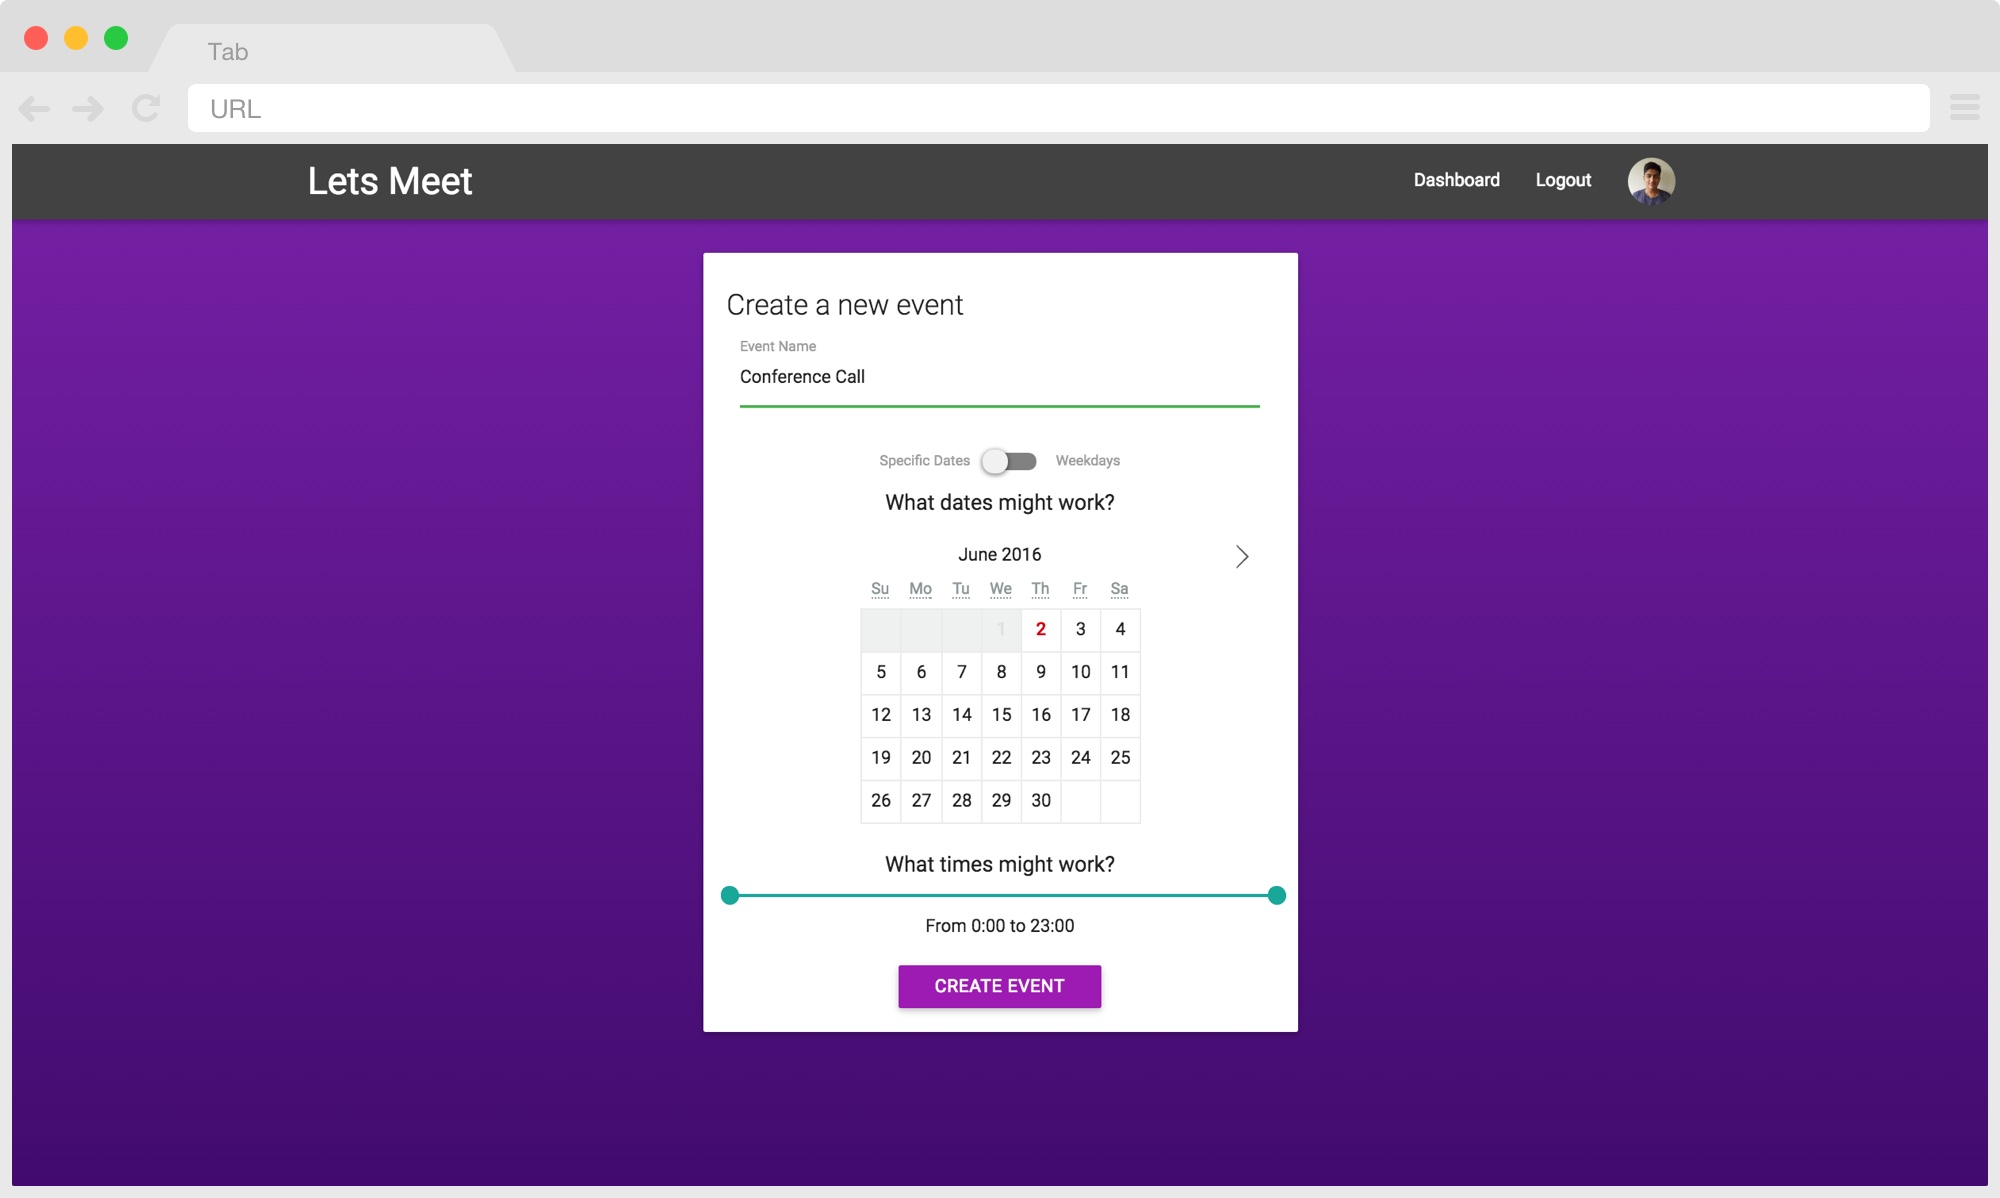 Tab
URL
Lets Meet Dashboard Logout
Create a new event
Event Name
Conference Call
Specific Dates Weekdays
What dates might work?
June 2016
Su Mo Tu We Th Fr Sa
1 2 3 4
5 6 7 8 9 10 11
12 13 14 15 16 17 18
19 20 21 22 23 24 25
26 27 28 29 30
What times might work?
From 0:00 to 23:00
CREATE EVENT